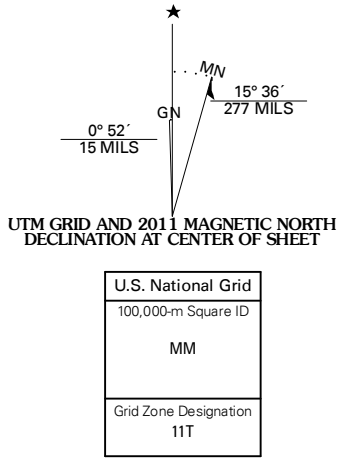 ★
MN
GN
15° 36´
277 MILS
0° 52´
15 MILS
UTM GRID AND 2011 MAGNETIC NORTH
DECLINATION AT CENTER OF SHEET
U.S. National Grid
100,000-m Square ID
MM
Grid Zone Designation
11T